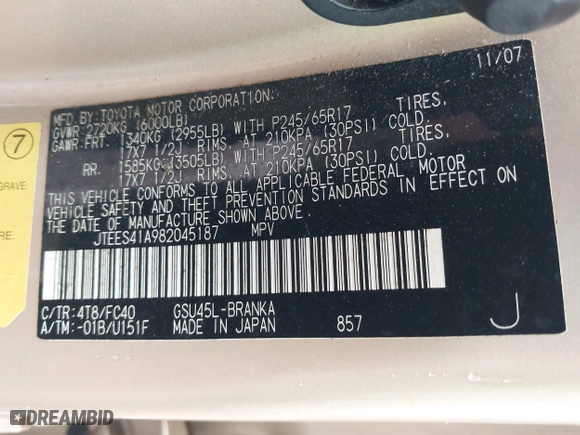 11/07
MFD. BY: TOYOTA MOTOR CORPORATION.
GVWR: 2720KG (6000LB)
GAWR: FRT. 1340KG (2955LB) WITH P245/65R17 TIRES,
17X7 1/2J RIMS, AT 210KPA (30PSI) COLD.
RR. 1585KG (3505LB) WITH P245/65R17 TIRES,
17X7 1/2J RIMS, AT 210KPA (30PSI) COLD.
THIS VEHICLE CONFORMS TO ALL APPLICABLE FEDERAL MOTOR
VEHICLE SAFETY AND THEFT PREVENTION STANDARDS IN EFFECT ON
THE DATE OF MANUFACTURE SHOWN ABOVE.
JTEES41A982045187 MPV
C/TR: 4T8/FC40 GSU45L-BRANKA
A/TM: -01B/U151F MADE IN JAPAN 857 J
7
GRAVE
RE.
DREAMBID